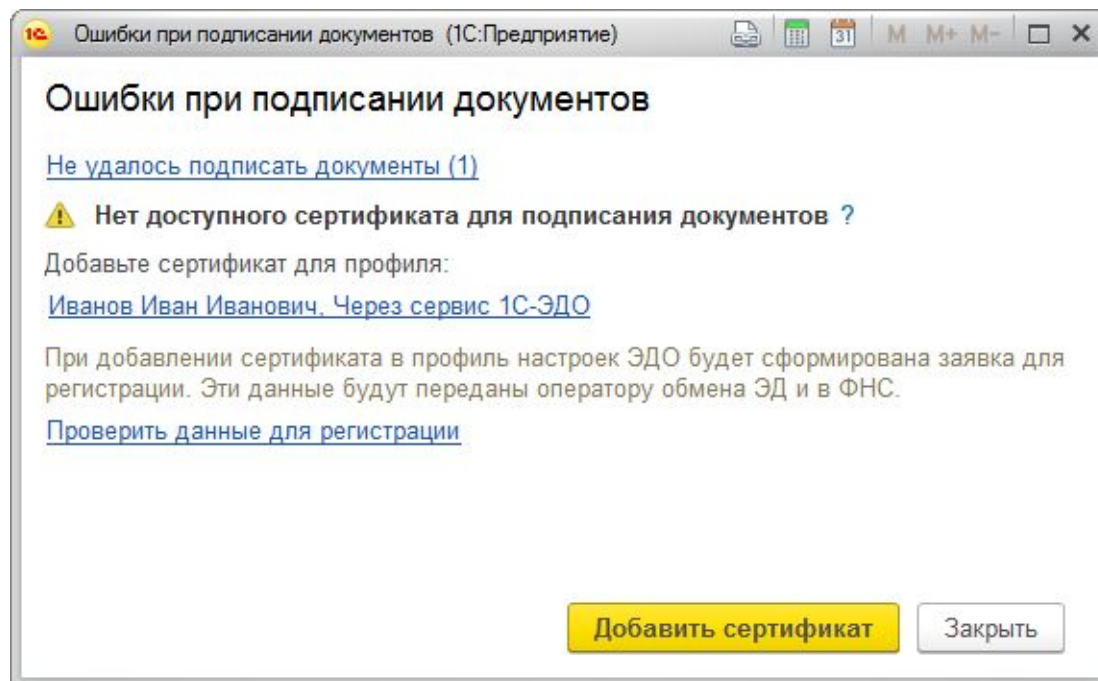 1С Ошибки при подписании документов (1С:Предприятие) 31 M M+ M-
Ошибки при подписании документов
Не удалось подписать документы (1)
Нет доступного сертификата для подписания документов ?
Добавьте сертификат для профиля:
Иванов Иван Иванович, Через сервис 1С-ЭДО
При добавлении сертификата в профиль настроек ЭДО будет сформирована заявка для
регистрации. Эти данные будут переданы оператору обмена ЭД и в ФНС.
Проверить данные для регистрации
Добавить сертификат Закрыть